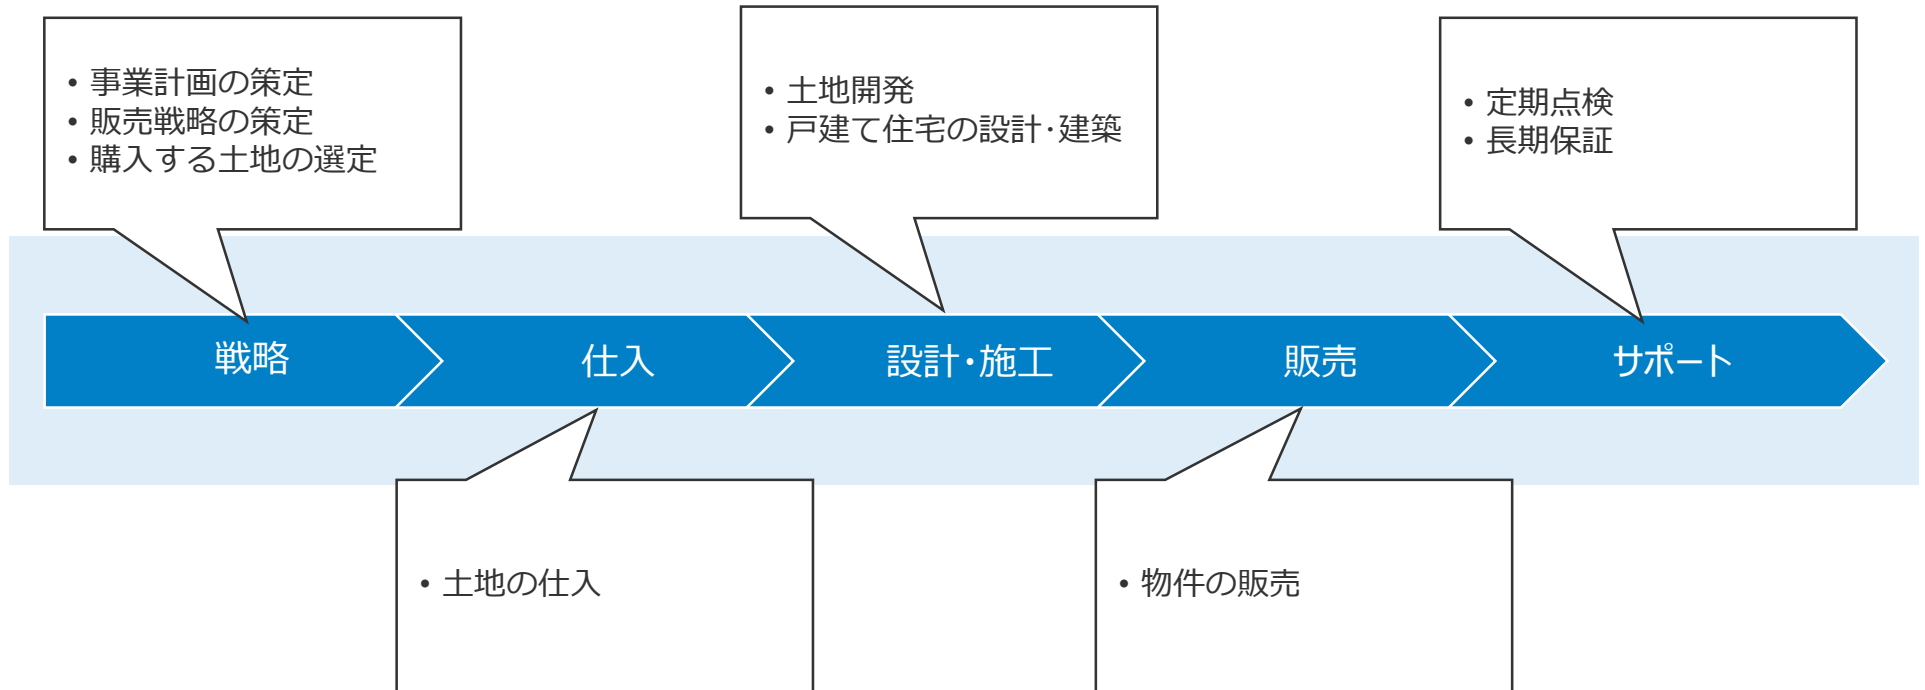 • 事業計画の策定
• 販売戦略の策定
• 購入する土地の選定
• 土地開発
• 戸建て住宅の設計･建築
• 定期点検
• 長期保証
戦略
仕入
設計･施工
販売
サポート
• 土地の仕入
• 物件の販売